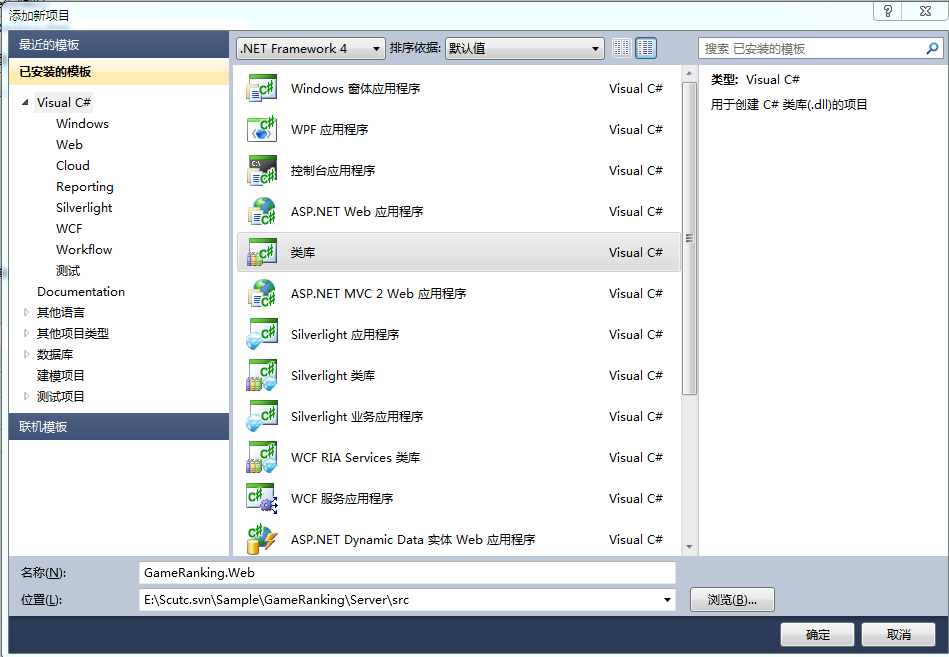 添加新项目
最近的模板
已安装的模板
Visual C#
Windows
Web
Cloud
Reporting
Silverlight
WCF
Workflow
测试
Documentation
其他语言
其他项目类型
数据库
建模项目
测试项目
联机模板
.NET Framework 4 排序依据: 默认值
Windows 窗体应用程序 Visual C#
WPF 应用程序 Visual C#
控制台应用程序 Visual C#
ASP.NET Web 应用程序 Visual C#
类库 Visual C#
ASP.NET MVC 2 Web 应用程序 Visual C#
Silverlight 应用程序 Visual C#
Silverlight 类库 Visual C#
Silverlight 业务应用程序 Visual C#
WCF RIA Services 类库 Visual C#
WCF 服务应用程序 Visual C#
ASP.NET Dynamic Data 实体 Web 应用程序 Visual C#
搜索 已安装的模板
类型: Visual C#
用于创建 C# 类库(.dll)的项目
名称(N): GameRanking.Web
位置(L): E:\Scutc.svn\Sample\GameRanking\Server\src 浏览(B)...
确定 取消